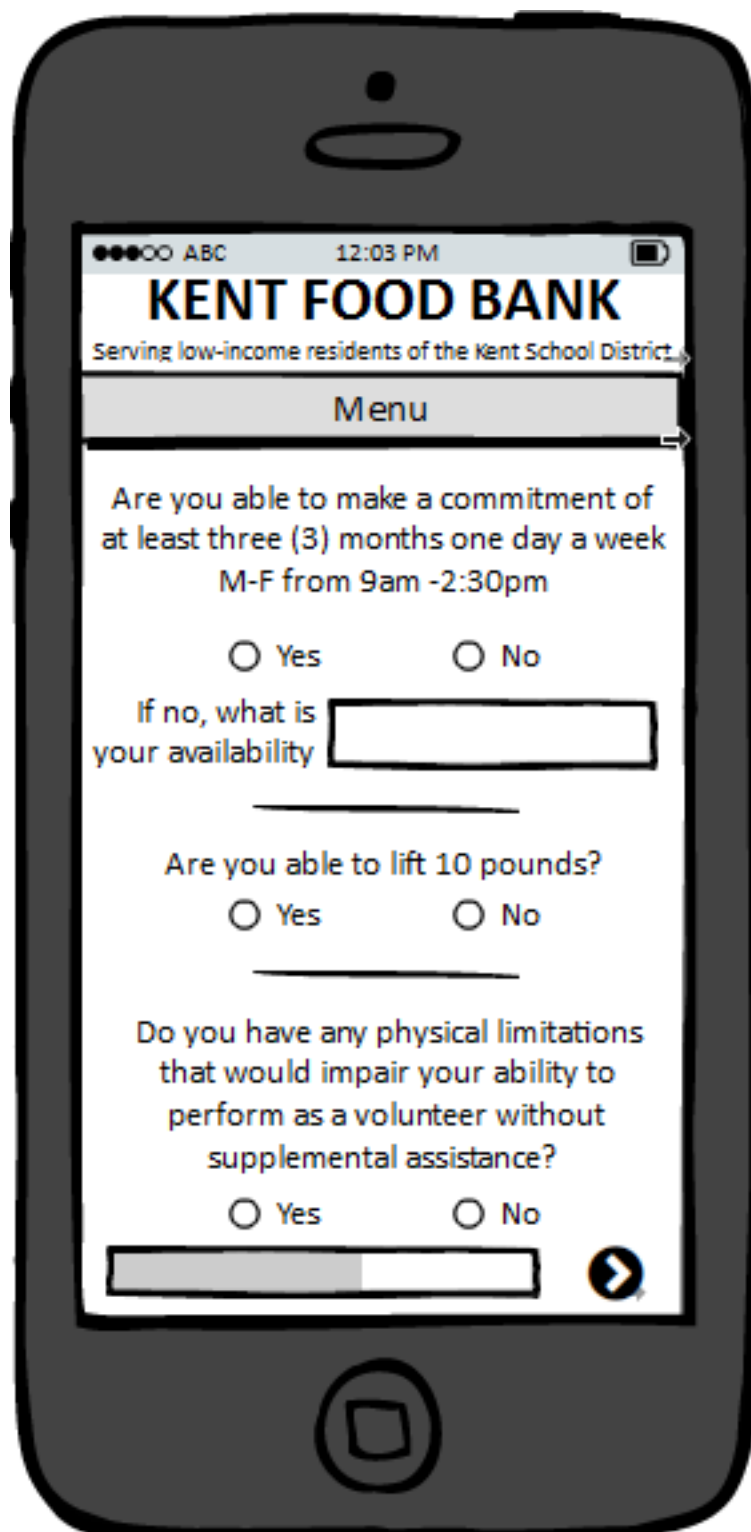 ABC 12:03 PM
KENT FOOD BANK
Serving low-income residents of the Kent School District
Menu
Are you able to make a commitment of
at least three (3) months one day a week
M-F from 9am -2:30pm
Yes No
If no, what is
your availability
Are you able to lift 10 pounds?
Yes No
Do you have any physical limitations
that would impair your ability to
perform as a volunteer without
supplemental assistance?
Yes No